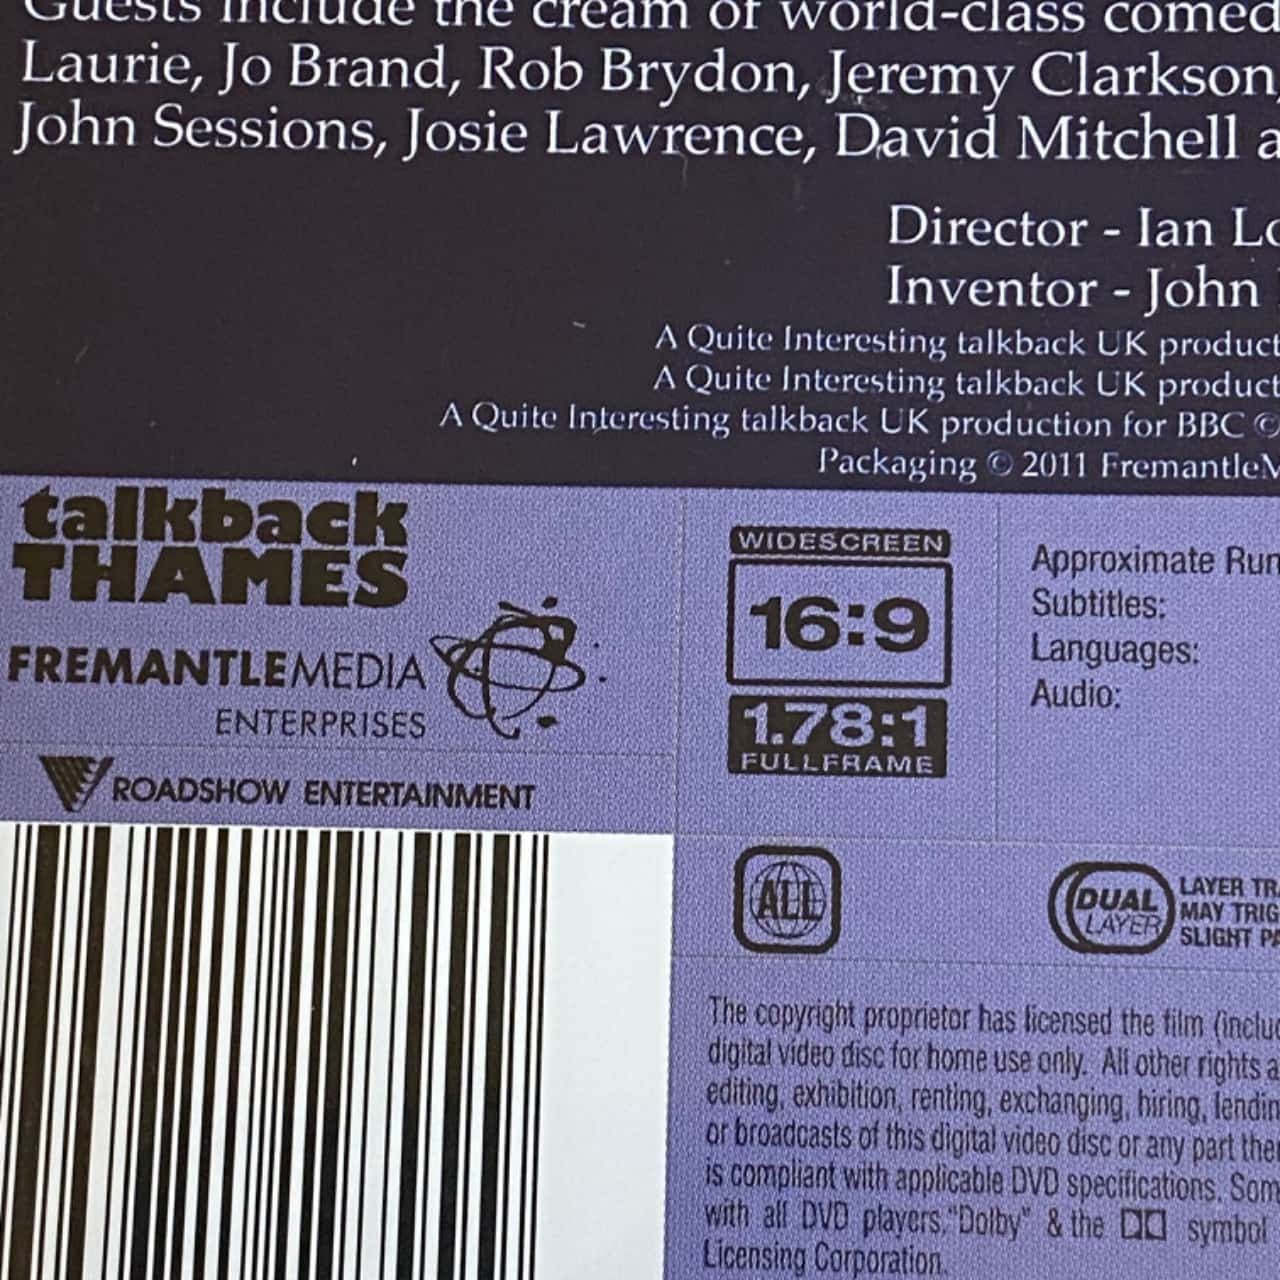 Guests include the cream of world-class comed
Laurie, Jo Brand, Rob Brydon, Jeremy Clarkson,
John Sessions, Josie Lawrence, David Mitchell a
Director - Ian Lo
Inventor - John
A Quite Interesting talkback UK product
A Quite Interesting talkback UK product
A Quite Interesting talkback UK production for BBC ©
Packaging © 2011 FremantleM
talkback
THAMES
FREMANTLEMEDIA
ENTERPRISES
ROADSHOW ENTERTAINMENT
WIDESCREEN
16:9
1.78:1
FULLFRAME
Approximate Run
Subtitles:
Languages:
Audio:
ALL
DUAL
LAYER
LAYER TRA
MAY TRIG
SLIGHT PA
The copyright proprietor has licensed the film (inclu
digital video disc for home use only. All other rights a
editing, exhibition, renting, exchanging, hiring, lendin
or broadcasts of this digital video disc or any part the
is compliant with applicable DVD specifications. Som
with all DVD players. "Dolby" & the symbol
Licensing Corporation.